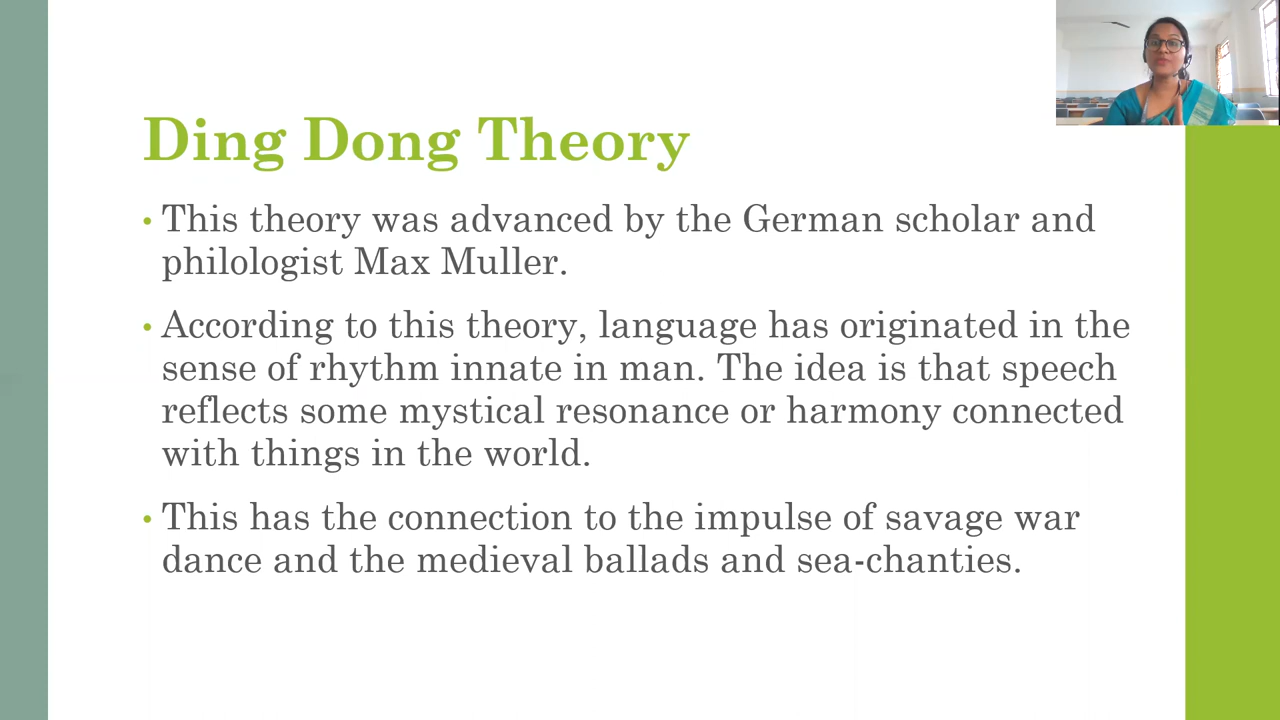 Ding Dong Theory
• This theory was advanced by the German scholar and
philologist Max Muller.
• According to this theory, language has originated in the
sense of rhythm innate in man. The idea is that speech
reflects some mystical resonance or harmony connected
with things in the world.
• This has the connection to the impulse of savage war
dance and the medieval ballads and sea-chanties.